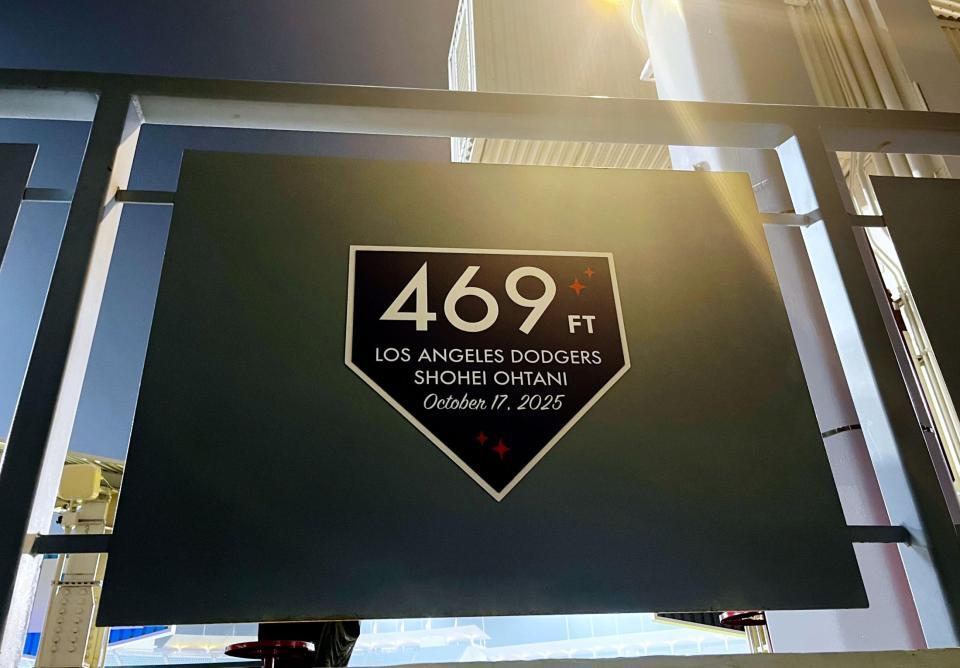 469 FT
LOS ANGELES DODGERS
SHOHEI OHTANI
October 17, 2025